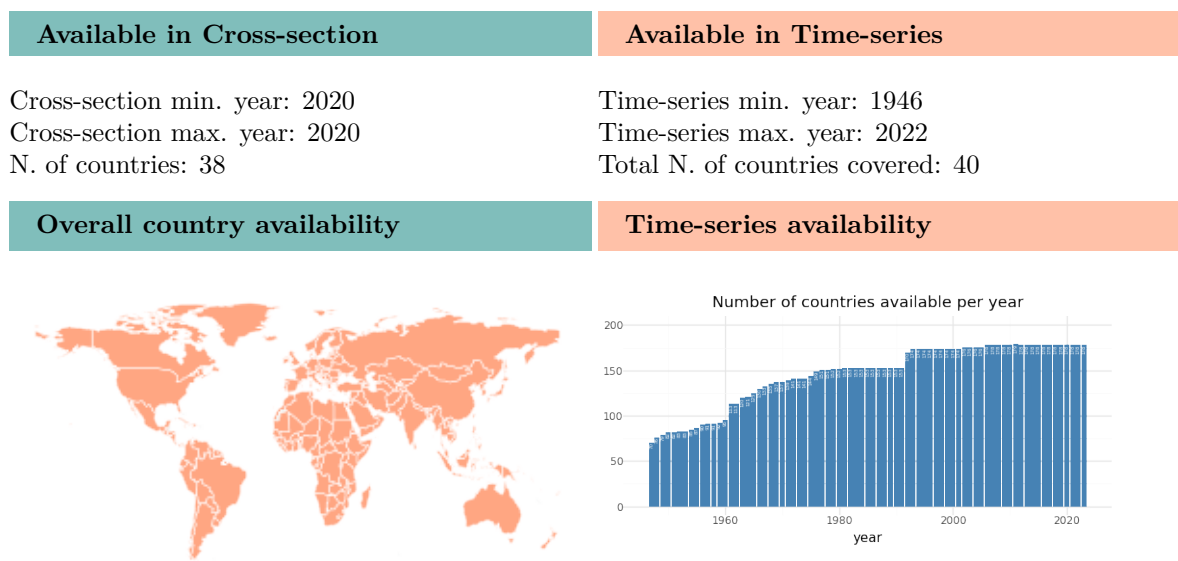 Available in Cross-section
Available in Time-series
Cross-section min. year: 2020
Cross-section max. year: 2020
N. of countries: 38
Time-series min. year: 1946
Time-series max. year: 2022
Total N. of countries covered: 40
Overall country availability
Time-series availability
Number of countries available per year
200
150
100
50
0
1960 1980 2000 2020
year